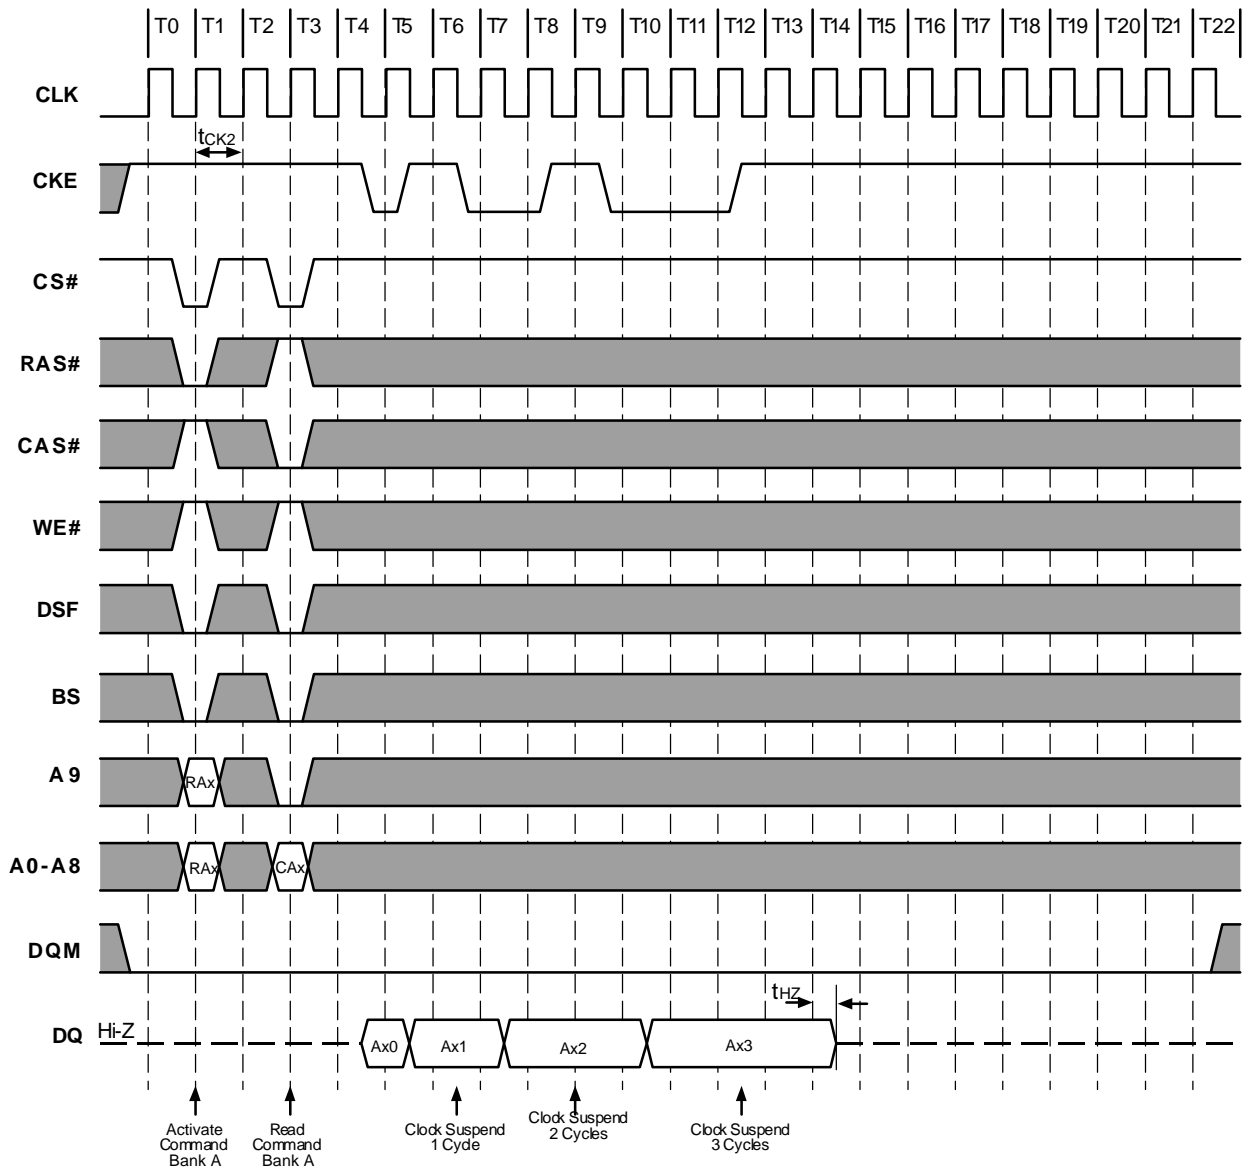 T0 T1 T2 T3 T4 T5 T6 T7 T8 T9 T10 T11 T12 T13 T14 T15 T16 T17 T18 T19 T20 T21 T22
CLK
tCK2
CKE
CS#
RAS#
CAS#
WE#
DSF
BS
A9
RAx
A0-A8
RAx
CAx
DQM
tHZ
DQ
Hi-Z
Ax0
Ax1
Ax2
Ax3
Activate
Command
Bank A
Read
Command
Bank A
Clock Suspend
1 Cycle
Clock Suspend
2 Cycles
Clock Suspend
3 Cycles